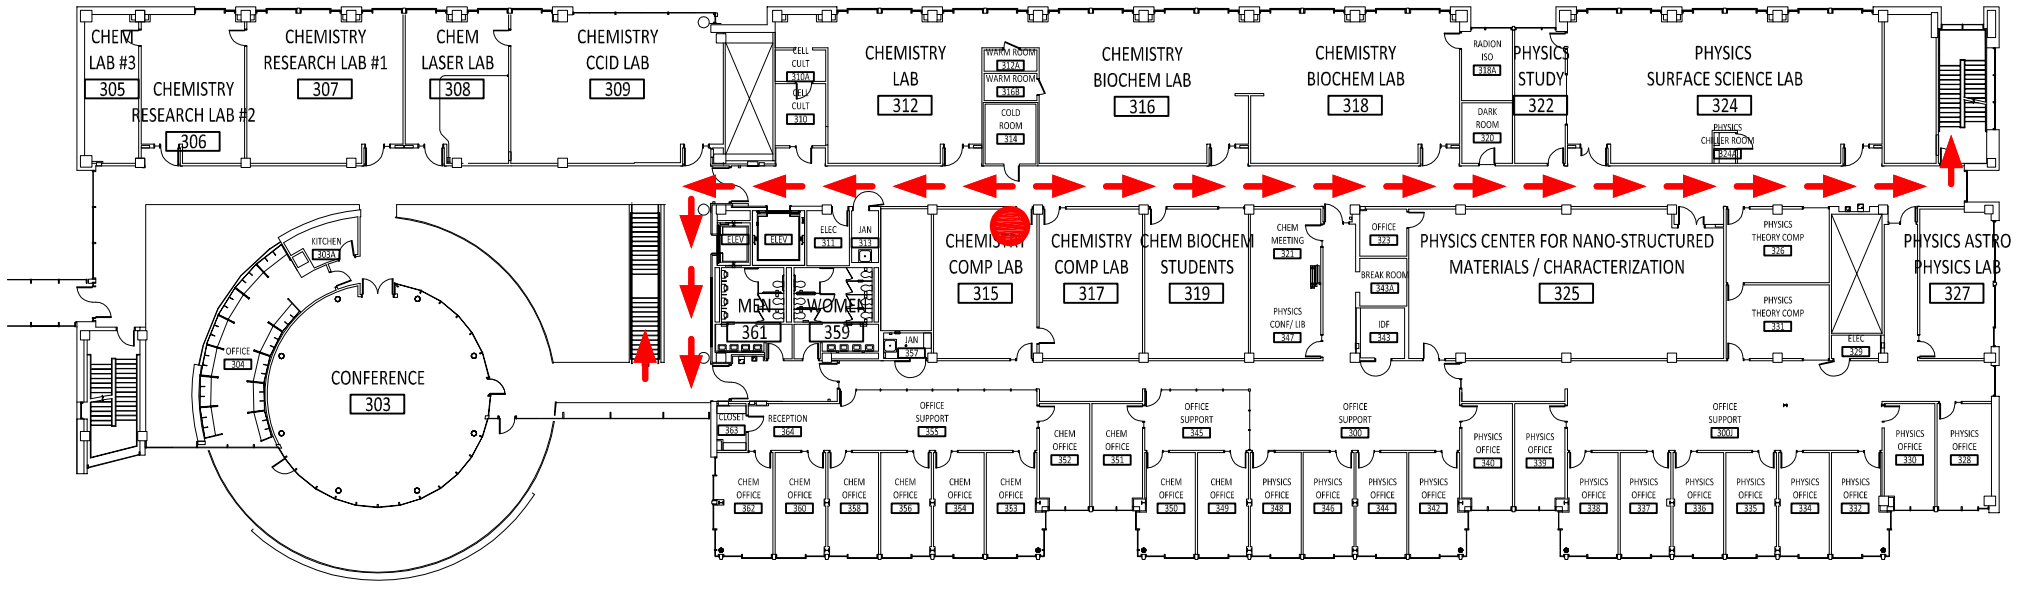 CHEM
LAB #3
305
CHEMISTRY
RESEARCH LAB #2
306
CHEMISTRY
RESEARCH LAB #1
307
CHEM
LASER LAB
308
CHEMISTRY
CCID LAB
309
CELL
CULT
310A
CELL
CULT
310
CHEMISTRY
LAB
312
WARM ROOM
312A
WARM ROOM
316B
COLD
ROOM
314
CHEMISTRY
BIOCHEM LAB
316
CHEMISTRY
BIOCHEM LAB
318
RADION
ISO
318A
DARK
ROOM
320
PHYSICS
STUDY
322
PHYSICS
SURFACE SCIENCE LAB
324
PHYSICS
CHILLER ROOM
324A
KITCHEN
303A
OFFICE
304
CONFERENCE
303
ELEV
ELEV
ELEC
311
JAN
313
MEN
361
WOMEN
359
JAN
357
CHEMISTRY
COMP LAB
315
CHEMISTRY
COMP LAB
317
CHEM BIOCHEM
STUDENTS
319
CHEM
MEETING
321
PHYSICS
CONF/ LIB
347
OFFICE
323
BREAK ROOM
343A
IDF
343
PHYSICS CENTER FOR NANO-STRUCTURED
MATERIALS / CHARACTERIZATION
325
PHYSICS
THEORY COMP
326
PHYSICS
THEORY COMP
331
ELEC
329
PHYSICS ASTRO
PHYSICS LAB
327
CLOSET
363
RECEPTION
364
OFFICE
SUPPORT
355
CHEM
OFFICE
352
CHEM
OFFICE
351
OFFICE
SUPPORT
345
OFFICE
SUPPORT
300
PHYSICS
OFFICE
340
PHYSICS
OFFICE
339
OFFICE
SUPPORT
300J
PHYSICS
OFFICE
330
PHYSICS
OFFICE
328
CHEM
OFFICE
362
CHEM
OFFICE
360
CHEM
OFFICE
358
CHEM
OFFICE
356
CHEM
OFFICE
354
CHEM
OFFICE
353
CHEM
OFFICE
350
CHEM
OFFICE
349
PHYSICS
OFFICE
348
PHYSICS
OFFICE
346
PHYSICS
OFFICE
344
PHYSICS
OFFICE
342
PHYSICS
OFFICE
338
PHYSICS
OFFICE
337
PHYSICS
OFFICE
336
PHYSICS
OFFICE
335
PHYSICS
OFFICE
334
PHYSICS
OFFICE
332